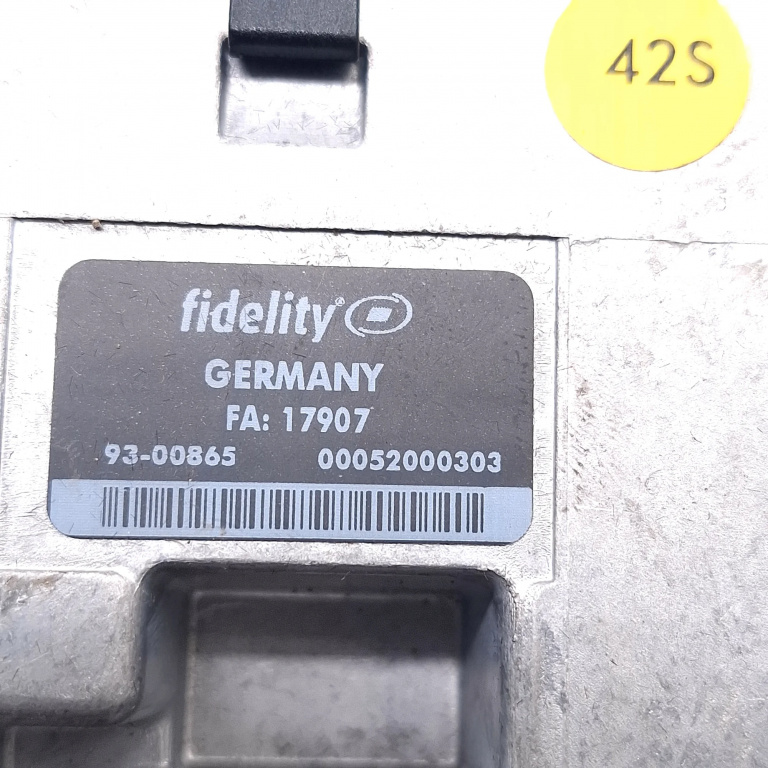 42S
fidelity®
GERMANY
FA: 17907
93-00865 00052000303